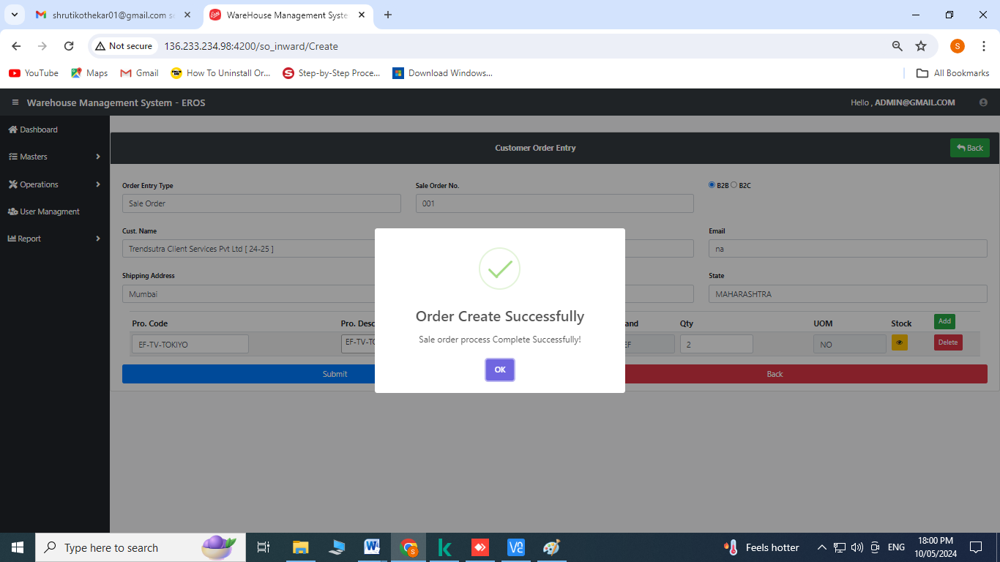 shrutikothekar01@gmail.com s
WareHouse Management Syste
Not secure
136.233.234.98:4200/so_inward/Create
S
YouTube
Maps
Gmail
How To Uninstall Or...
Step-by-Step Proce...
Download Windows...
All Bookmarks
Warehouse Management System - EROS
Hello , ADMIN@GMAIL.COM
Dashboard
Masters
Operations
User Managment
Report
Customer Order Entry
Back
Order Entry Type
Sale Order No.
B2B B2C
Sale Order
001
Cust. Name
Email
Trendsutra Client Services Pvt Ltd [ 24-25 ]
na
Shipping Address
State
Mumbai
MAHARASHTRA
Pro. Code
Pro. Desc
and
Qty
UOM
Stock
Add
EF-TV-TOKIYO
EF-TV-TO
EF
2
NO
Delete
Submit
Back
Order Create Successfully
Sale order process Complete Successfully!
OK
Type here to search
Feels hotter
ENG
18:00 PM
10/05/2024